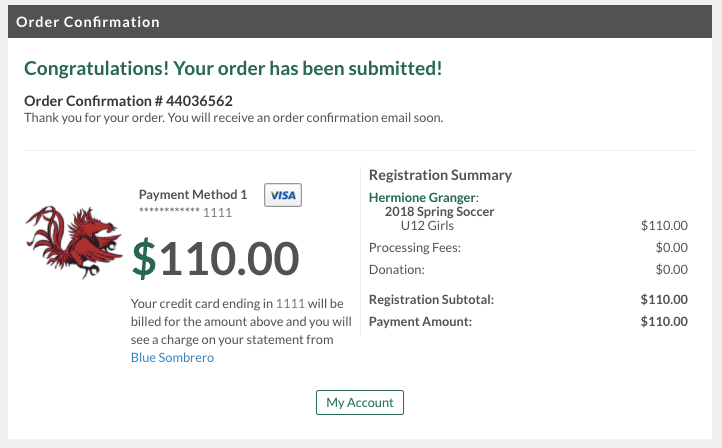 Order Confirmation
Congratulations! Your order has been submitted!
Order Confirmation # 44036562
Thank you for your order. You will receive an order confirmation email soon.
Payment Method 1
VISA
************ 1111
$110.00
Your credit card ending in 1111 will be
billed for the amount above and you will
see a charge on your statement from
Blue Sombrero
Registration Summary
Hermione Granger:
2018 Spring Soccer
U12 Girls $110.00
Processing Fees: $0.00
Donation: $0.00
Registration Subtotal: $110.00
Payment Amount: $110.00
My Account